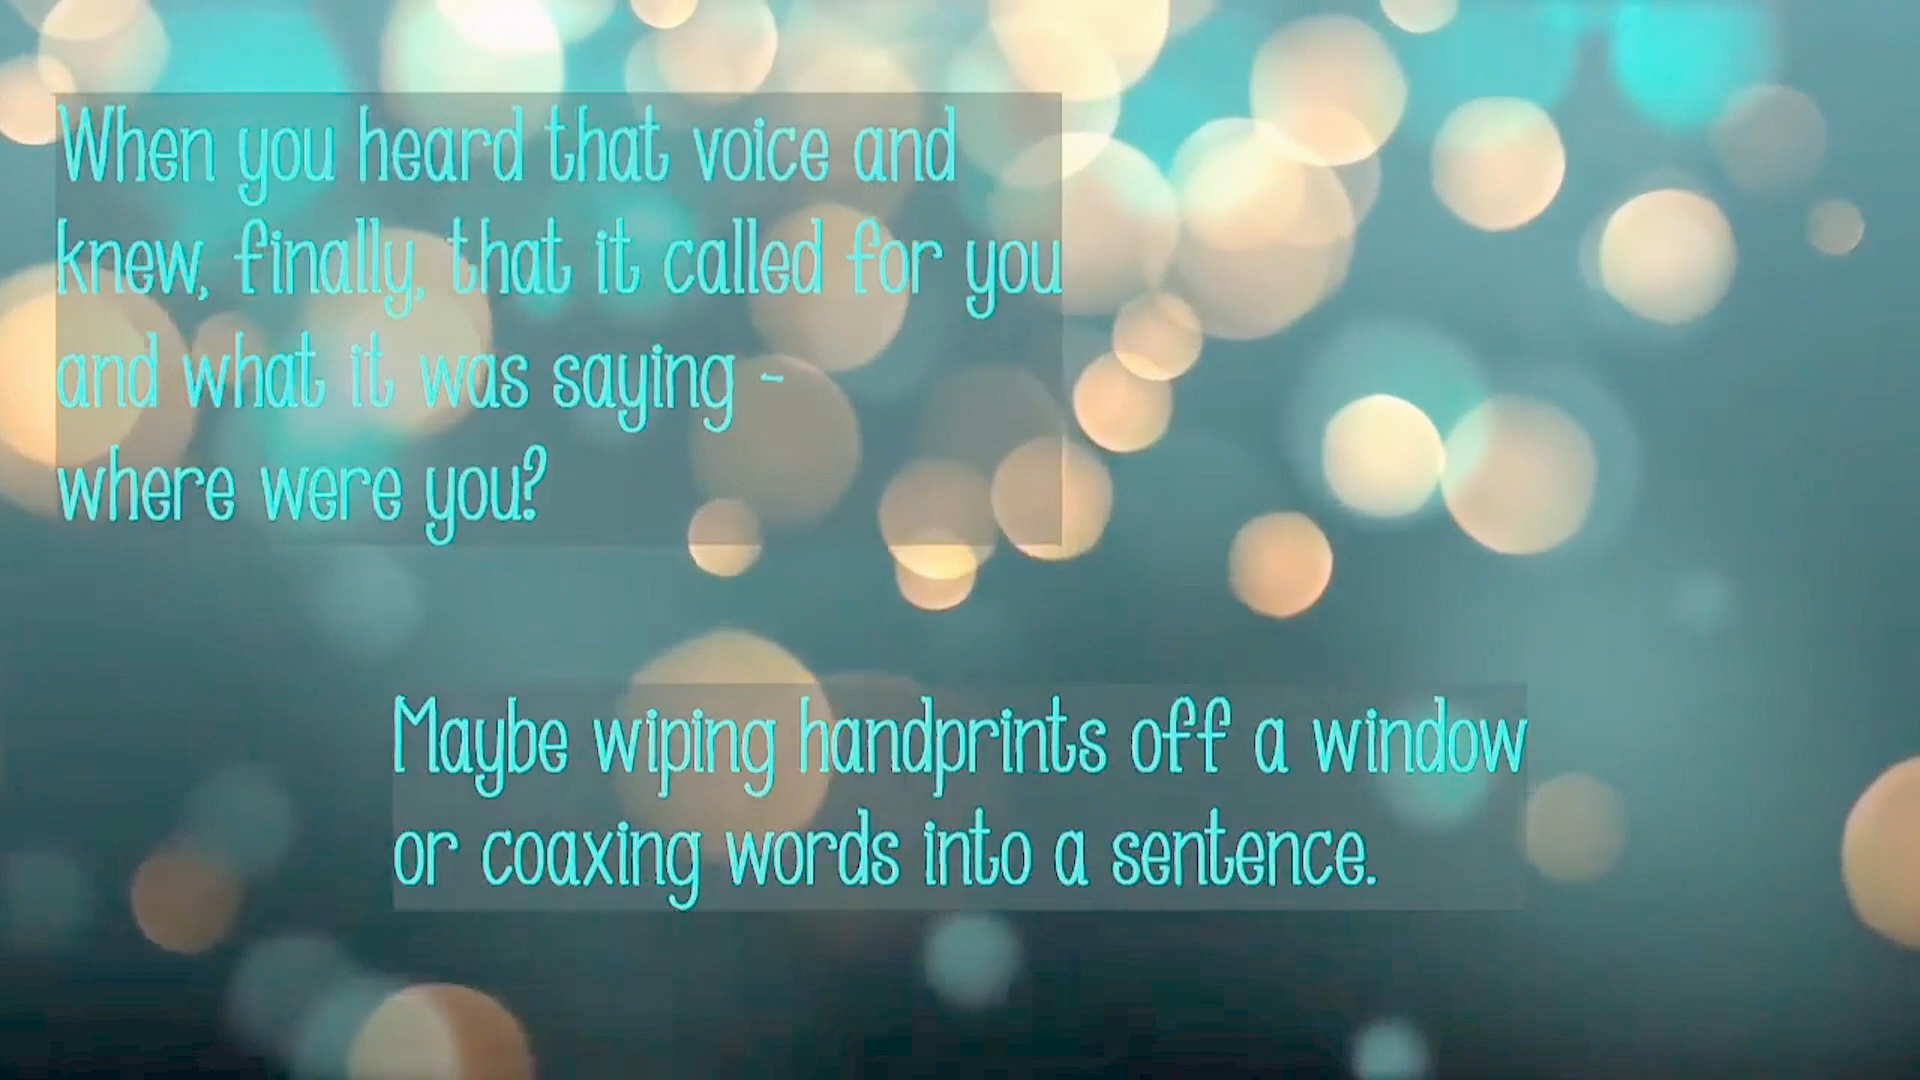 When you heard that voice and
knew, finally, that it called for you
and what it was saying -
where were you?
Maybe wiping handprints off a window
or coaxing words into a sentence.